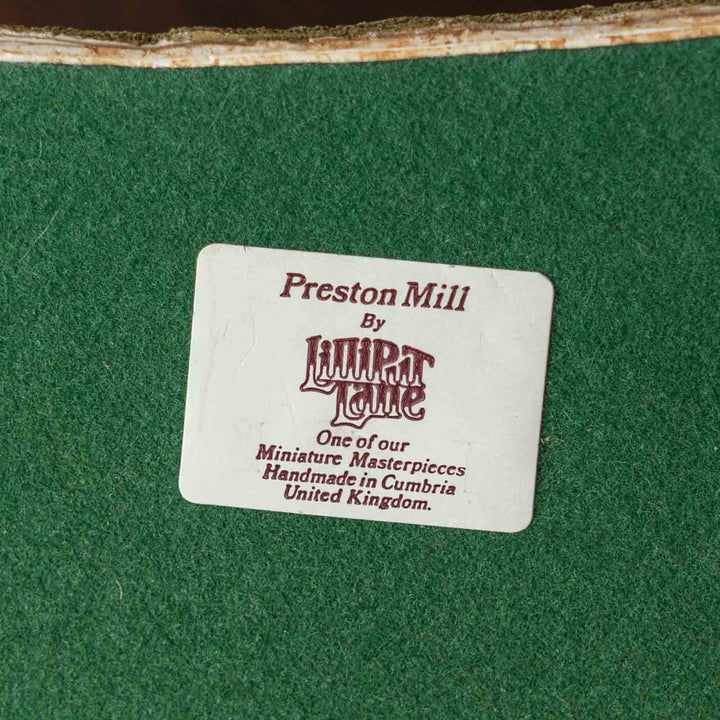 Preston Mill
By
Lilliput
Lane
One of our
Miniature Masterpieces
Handmade in Cumbria
United Kingdom.